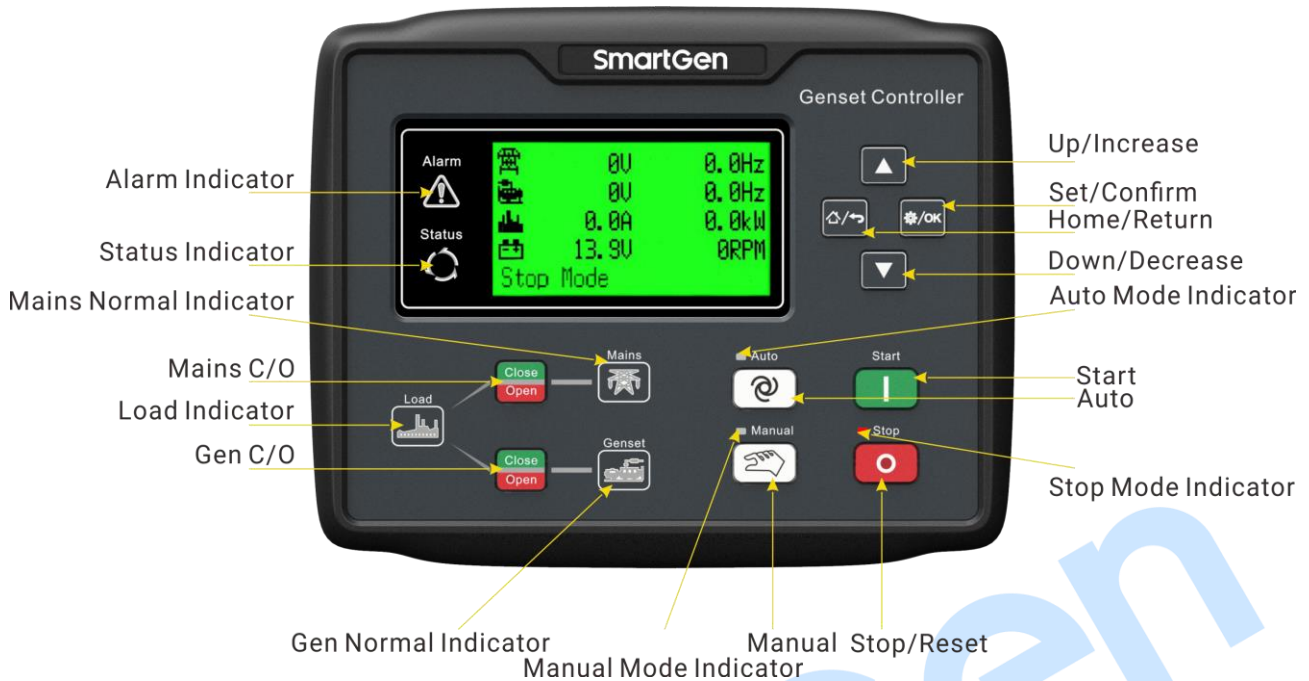 SmartGen
Genset Controller
Alarm
0V 0.0Hz
0V 0.0Hz
Status
0.0A 0.0kW
13.9V 0RPM
Stop Mode
/OK
Alarm Indicator
Status Indicator
Mains Normal Indicator
Mains C/O
Load Indicator
Gen C/O
Up/Increase
Set/Confirm
Home/Return
Down/Decrease
Auto Mode Indicator
Mains
Close
Open
Load
Close
Open
Genset
Auto
Start
Manual
Stop
Start
Auto
Stop Mode Indicator
Gen Normal Indicator
Manual Mode Indicator
Manual
Stop/Reset
en